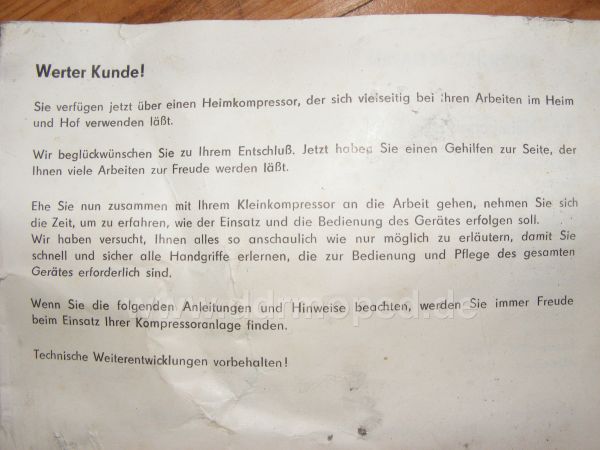 Werter Kunde!
Sie verfügen jetzt über einen Heimkompressor, der sich vielseitig bei Ihren Arbeiten im Heim
und Hof verwenden läßt.
Wir beglückwünschen Sie zu Ihrem Entschluß. Jetzt haben Sie einen Gehilfen zur Seite, der
Ihnen viele Arbeiten zur Freude werden läßt.
Ehe Sie nun zusammen mit Ihrem Kleinkompressor an die Arbeit gehen, nehmen Sie sich
die Zeit, um zu erfahren, wie der Einsatz und die Bedienung des Gerätes erfolgen soll.
Wir haben versucht, Ihnen alles so anschaulich wie nur möglich zu erläutern, damit Sie
schnell und sicher alle Handgriffe erlernen, die zur Bedienung und Pflege des gesamten
Gerätes erforderlich sind.
Wenn Sie die folgenden Anleitungen und Hinweise beachten, werden Sie immer Freude
beim Einsatz Ihrer Kompressoranlage finden.
www.ddrmoped.de
Technische Weiterentwicklungen vorbehalten!